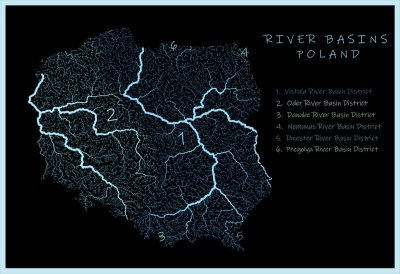 RIVER BASINS
POLAND
1. Vistula River Basin District
2. Oder River Basin District
3. Danube River Basin District
4. Nemunas River Basin District
5. Dniester River Basin District
6. Pregolya River Basin District
6
4
2
1
3
5